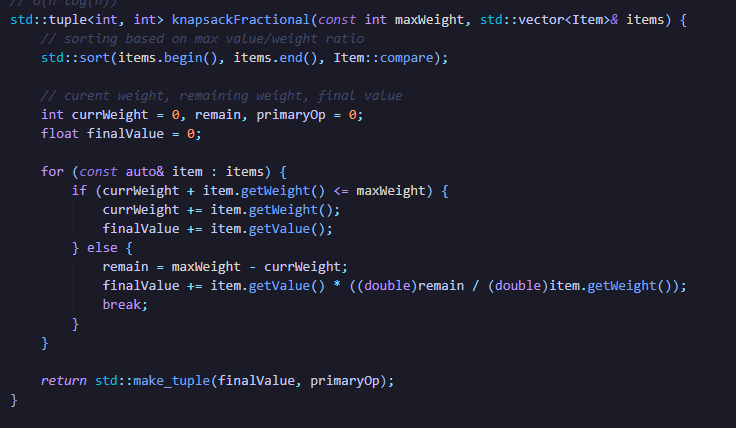 // O(n*log(n))
std::tuple<int, int> knapsackFractional(const int maxWeight, std::vector<Item>& items) {
// sorting based on max value/weight ratio
std::sort(items.begin(), items.end(), Item::compare);
// curent weight, remaining weight, final value
int currWeight = 0, remain, primaryOp = 0;
float finalValue = 0;
for (const auto& item : items) {
if (currWeight + item.getWeight() <= maxWeight) {
currWeight += item.getWeight();
finalValue += item.getValue();
} else {
remain = maxWeight - currWeight;
finalValue += item.getValue() * ((double)remain / (double)item.getWeight());
break;
}
}
return std::make_tuple(finalValue, primaryOp);
}